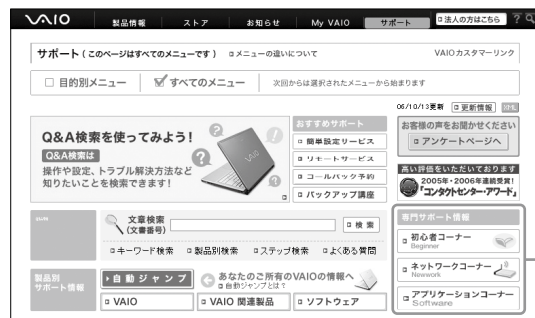 VAIO
製品情報 ストア お知らせ My VAIO サポート 法人の方はこちら ?
サポート ( このページはすべてのメニューです ) メニューの違いについて VAIOカスタマーリンク
目的別メニュー すべてのメニュー 次回からは選択されたメニューから始まります
06/10/13更新 更新情報 XML
Q&A検索を使ってみよう!
Q&A検索は
操作や設定、トラブル解決方法など
知りたいことを検索できます!
VAIO
おすすめサポート
簡単設定サービス
リモートサービス
コールバック予約
バックアップ講座
お客様の声をお聞かせください
アンケートページへ
高い評価をいただいております
2005年・2006年連続受賞!
「コンタクトセンター・アワード」
文章検索
(文書番号)
検 索
キーワード検索 製品別検索 ステップ検索 よくある質問
専門サポート情報
初心者コーナー
Beginner
ネットワークコーナー
Newwork
アプリケーションコーナー
Software
製品別
サポート情報
自動ジャンプ
あなたのご所有のVAIOの情報へ
自動ジャンプとは?
VAIO VAIO 関連製品 ソフトウェア